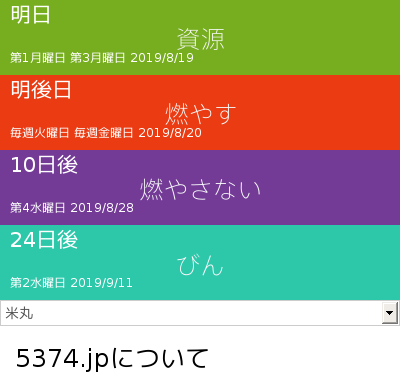 明日
資源
第1月曜日 第3月曜日 2019/8/19
明後日
燃やす
毎週火曜日 毎週金曜日 2019/8/20
10日後
燃やさない
第4水曜日 2019/8/28
24日後
びん
第2水曜日 2019/9/11
米丸
5374.jpについて